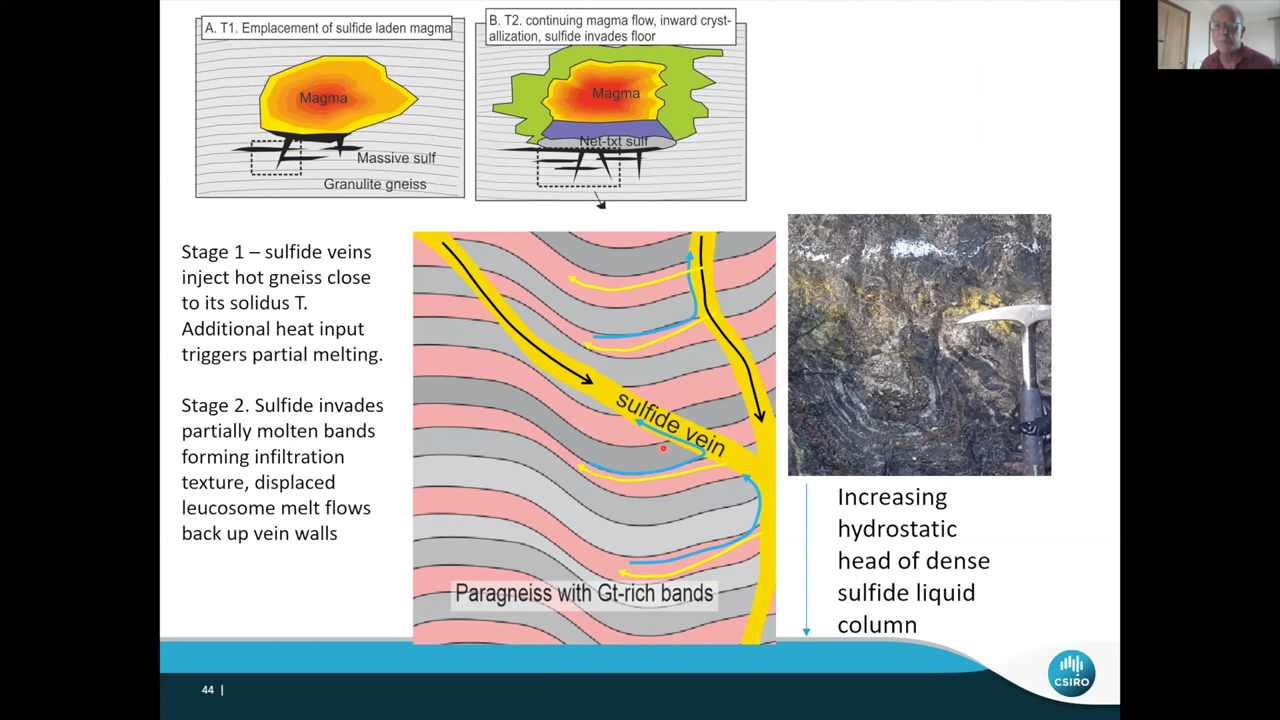 A. T1. Emplacement of sulfide laden magma
B. T2. continuing magma flow, inward cryst-
allization, sulfide invades floor
Magma
Massive sulf
Granulite gneiss
Magma
Net-txt sulf
Stage 1 – sulfide veins
inject hot gneiss close
to its solidus T.
Additional heat input
triggers partial melting.
Stage 2. Sulfide invades
partially molten bands
forming infiltration
texture, displaced
leucosome melt flows
back up vein walls
sulfide vein
Paragneiss with Gt-rich bands
Increasing
hydrostatic
head of dense
sulfide liquid
column
44 |
CSIRO